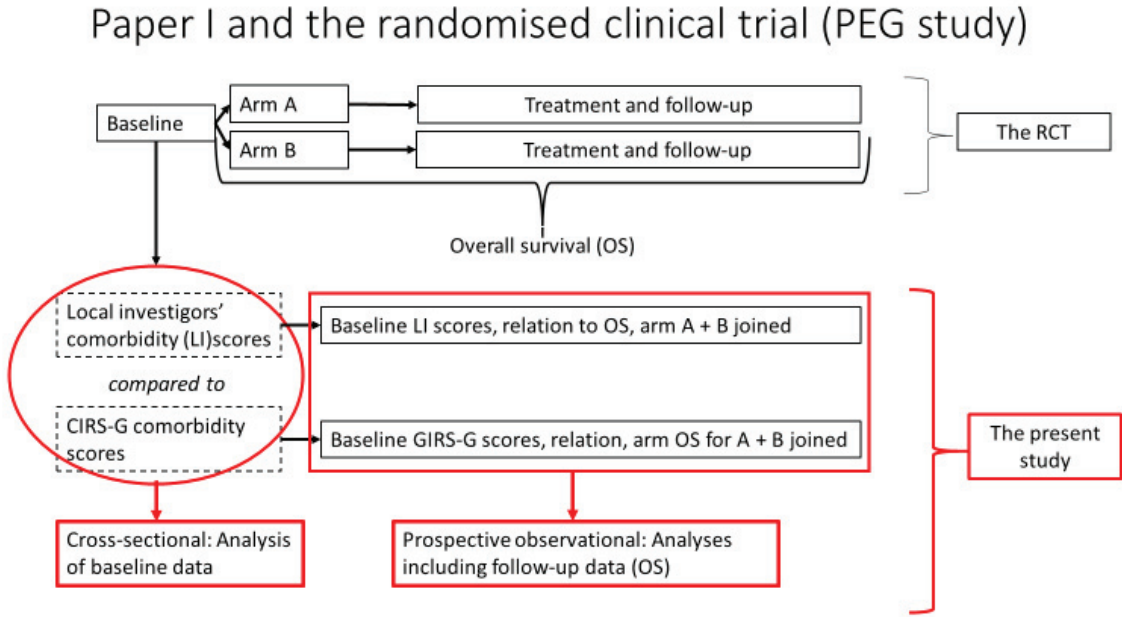 Paper I and the randomised clinical trial (PEG study)
Arm A
Treatment and follow-up
Baseline
The RCT
Arm B
Treatment and follow-up
Overall survival (OS)
Local investigors’
comorbidity (LI)scores
Baseline LI scores, relation to OS, arm A + B joined
compared to
CIRS-G comorbidity
scores
Baseline GIRS-G scores, relation, arm OS for A + B joined
The present
study
Cross-sectional: Analysis
of baseline data
Prospective observational: Analyses
including follow-up data (OS)